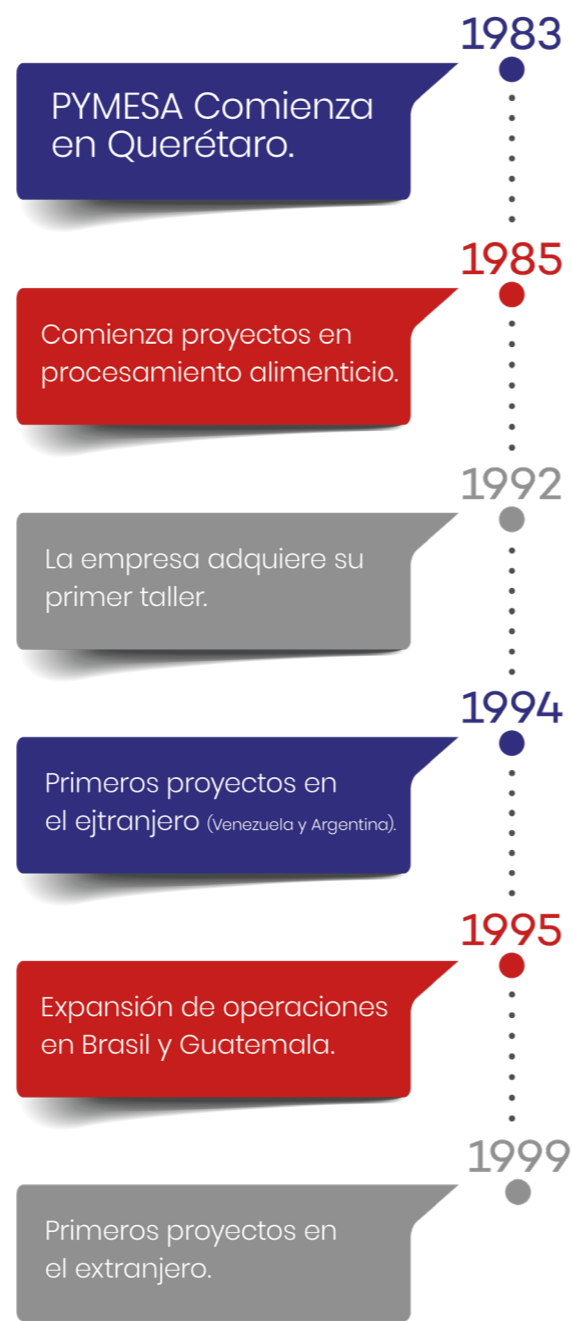 1983
PYMESA Comienza
en Querétaro.
1985
Comienza proyectos en
procesamiento alimenticio.
1992
La empresa adquiere su
primer taller.
1994
Primeros proyectos en
el ejtranjero (Venezuela y Argentina).
1995
Expansión de operaciones
en Brasil y Guatemala.
1999
Primeros proyectos en
el extranjero.